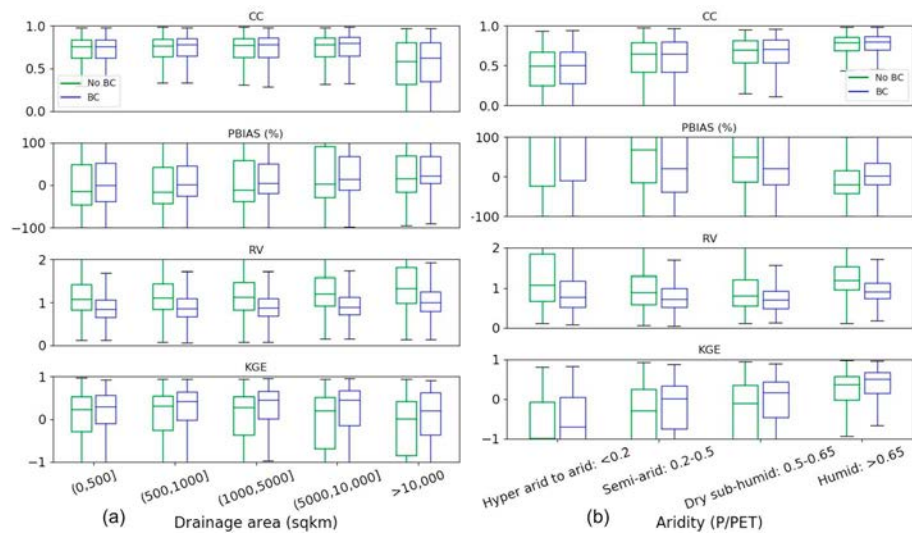 CC
1.0
0.5
0.0
No BC
BC
PBIAS (%)
100
0
−100
RV
2
1
0
KGE
1
0
−1
(0,500]
(500,1000]
(1000,5000]
(5000,10,000]
>10,000
(a)
Drainage area (sqkm)
CC
1.0
0.5
0.0
No BC
BC
PBIAS (%)
100
0
-100
RV
2
1
0
KGE
1
0
−1
Hyper arid to arid: <0.2
Semi-arid: 0.2-0.5
Dry sub-humid: 0.5-0.65
Humid: >0.65
(b)
Aridity (P/PET)